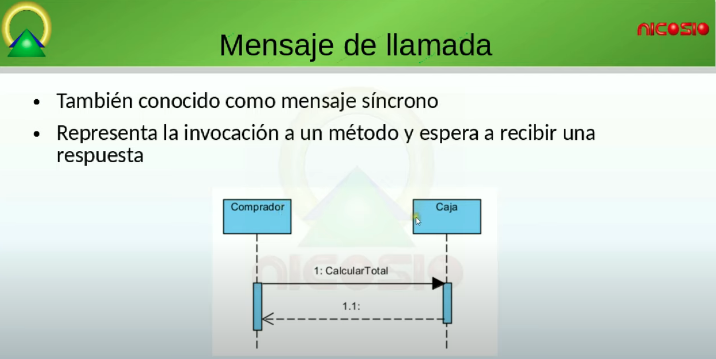 NICOSIO
Mensaje de llamada
• También conocido como mensaje síncrono
• Representa la invocación a un método y espera a recibir una
respuesta
NICOSIO
Comprador
Caja
1: CalcularTotal
1.1: